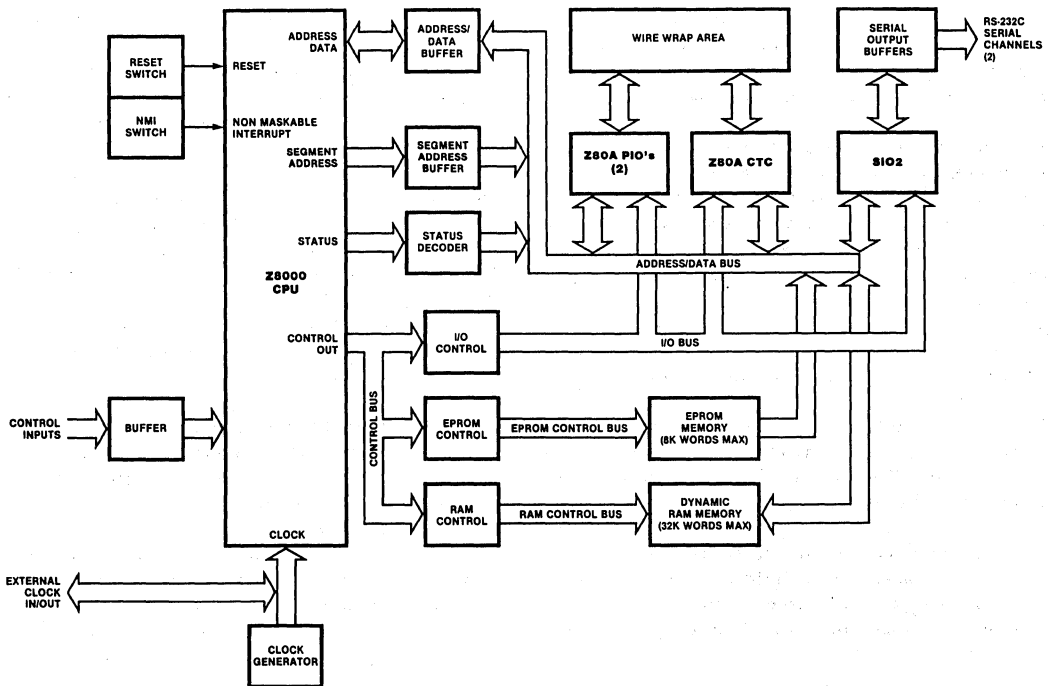 ADDRESS
DATA
ADDRESS/
DATA
BUFFER
WIRE WRAP AREA
SERIAL
OUTPUT
BUFFERS
RS-232C
SERIAL
CHANNELS
(2)
RESET
SWITCH
RESET
NMI
SWITCH
NON MASKABLE
INTERRUPT
SEGMENT
ADDRESS
SEGMENT
ADDRESS
BUFFER
Z80A PIO's
(2)
Z80A CTC
SIO2
STATUS
STATUS
DECODER
ADDRESS/DATA BUS
Z8000
CPU
CONTROL
OUT
I/O
CONTROL
I/O BUS
CONTROL BUS
CONTROL
INPUTS
BUFFER
EPROM
CONTROL
EPROM CONTROL BUS
EPROM
MEMORY
(8K WORDS MAX)
RAM
CONTROL
RAM CONTROL BUS
DYNAMIC
RAM MEMORY
(32K WORDS MAX)
CLOCK
EXTERNAL
CLOCK
IN/OUT
CLOCK
GENERATOR